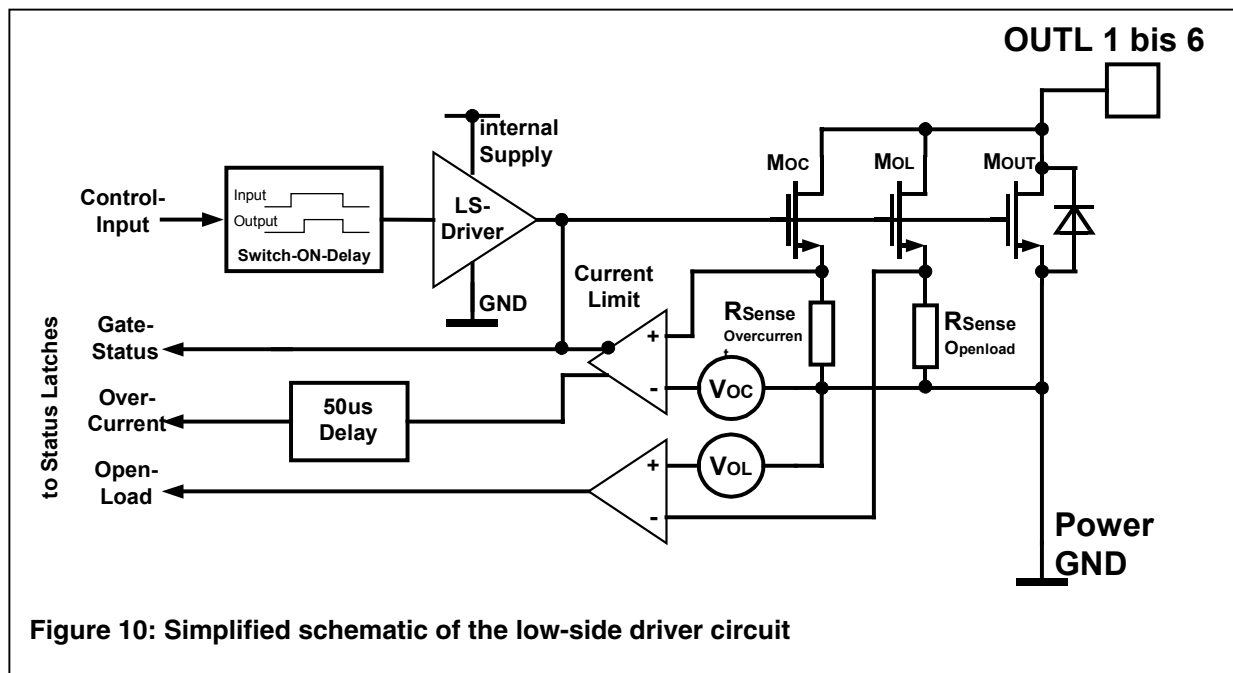 OUTL 1 bis 6
internal
Supply
MOC
MOL
MOUT
Control-
Input
Input
Output
Switch-ON-Delay
LS-
Driver
GND
Current
Limit
RSense
Overcurren
RSense
Openload
to Status Latches
Gate-
Status
+
-
VOC
Over-
Current
50us
Delay
Open-
Load
+
-
VOL
Power
GND
Figure 10: Simplified schematic of the low-side driver circuit